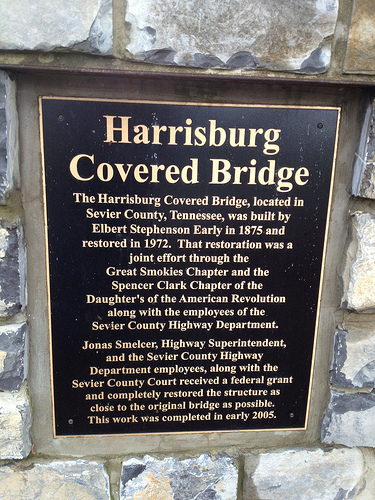 Harrisburg
Covered Bridge
The Harrisburg Covered Bridge, located in
Sevier County, Tennessee, was built by
Elbert Stephenson Early in 1875 and
restored in 1972. That restoration was a
joint effort through the
Great Smokies Chapter and the
Spencer Clark Chapter of the
Daughter's of the American Revolution
along with the employees of the
Sevier County Highway Department.
Jonas Smelcer, Highway Superintendent,
and the Sevier County Highway
Department employees, along with the
Sevier County Court received a federal grant
and completely restored the structure as
close to the original bridge as possible.
This work was completed in early 2005.